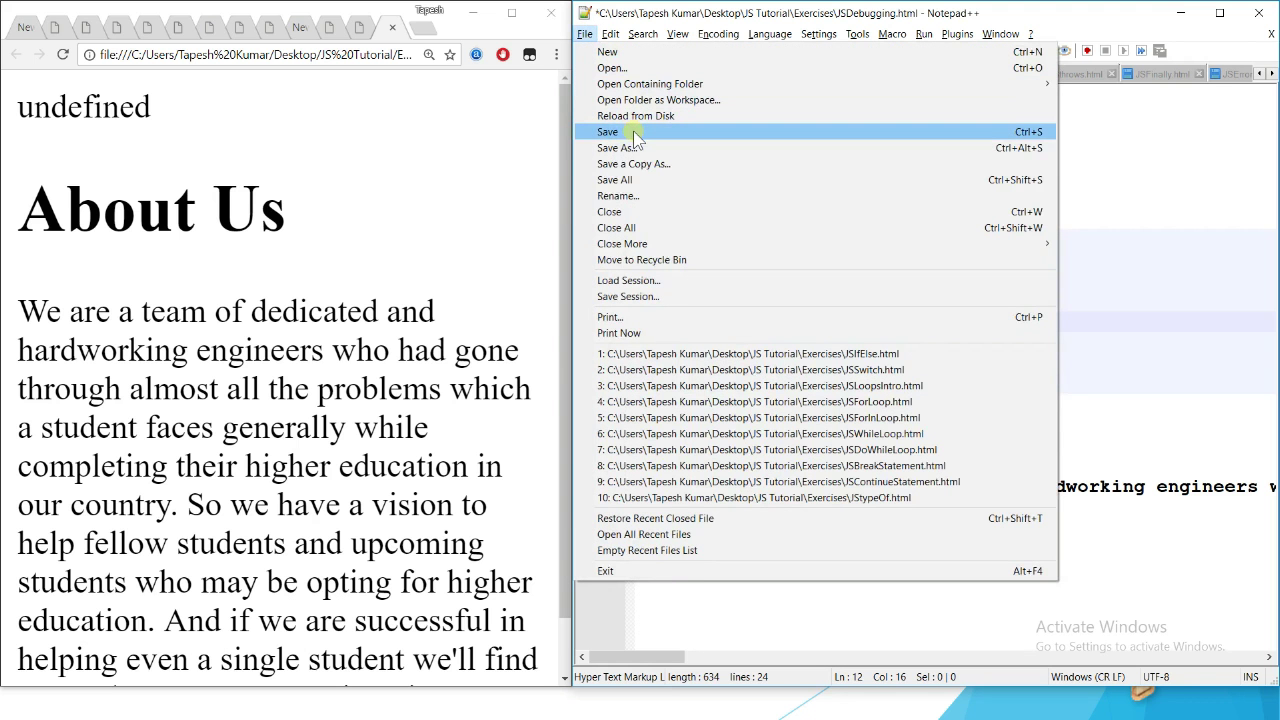 New
New
Tapesh
file:///C:/Users/Tapesh%20Kumar/Desktop/JS%20Tutorial/E...
undefined
About Us
We are a team of dedicated and
hardworking engineers who had gone
through almost all the problems which
a student faces generally while
completing their higher education in
our country. So we have a vision to
help fellow students and upcoming
students who may be opting for higher
education. And if we are successful in
helping even a single student we'll find
*C:\Users\Tapesh Kumar\Desktop\JS Tutorial\Exercises\JSDebugging.html - Notepad++
File Edit Search View Encoding Language Settings Tools Macro Run Plugins Window ? X
throws.html JSFinally.html JSError
New Ctrl+N
Open... Ctrl+O
Open Containing Folder
Open Folder as Workspace...
Reload from Disk
Save Ctrl+S
Save As... Ctrl+Alt+S
Save a Copy As...
Save All Ctrl+Shift+S
Rename...
Close Ctrl+W
Close All Ctrl+Shift+W
Close More
Move to Recycle Bin
Load Session...
Save Session...
Print... Ctrl+P
Print Now
1: C:\Users\Tapesh Kumar\Desktop\JS Tutorial\Exercises\JSIfElse.html
2: C:\Users\Tapesh Kumar\Desktop\JS Tutorial\Exercises\JSSwitch.html
3: C:\Users\Tapesh Kumar\Desktop\JS Tutorial\Exercises\JSLoopsIntro.html
4: C:\Users\Tapesh Kumar\Desktop\JS Tutorial\Exercises\JSForLoop.html
5: C:\Users\Tapesh Kumar\Desktop\JS Tutorial\Exercises\JSForInLoop.html
6: C:\Users\Tapesh Kumar\Desktop\JS Tutorial\Exercises\JSWhileLoop.html
7: C:\Users\Tapesh Kumar\Desktop\JS Tutorial\Exercises\JSDoWhileLoop.html
8: C:\Users\Tapesh Kumar\Desktop\JS Tutorial\Exercises\JSBreakStatement.html
9: C:\Users\Tapesh Kumar\Desktop\JS Tutorial\Exercises\JSContinueStatement.html
10: C:\Users\Tapesh Kumar\Desktop\JS Tutorial\Exercises\JStypeOf.html
Restore Recent Closed File Ctrl+Shift+T
Open All Recent Files
Empty Recent Files List
Exit Alt+F4
dworking engineers w
Activate Windows
Go to Settings to activate Windows.
Hyper Text Markup L length : 634 lines : 24 Ln : 12 Col : 16 Sel : 0 | 0 Windows (CR LF) UTF-8 INS